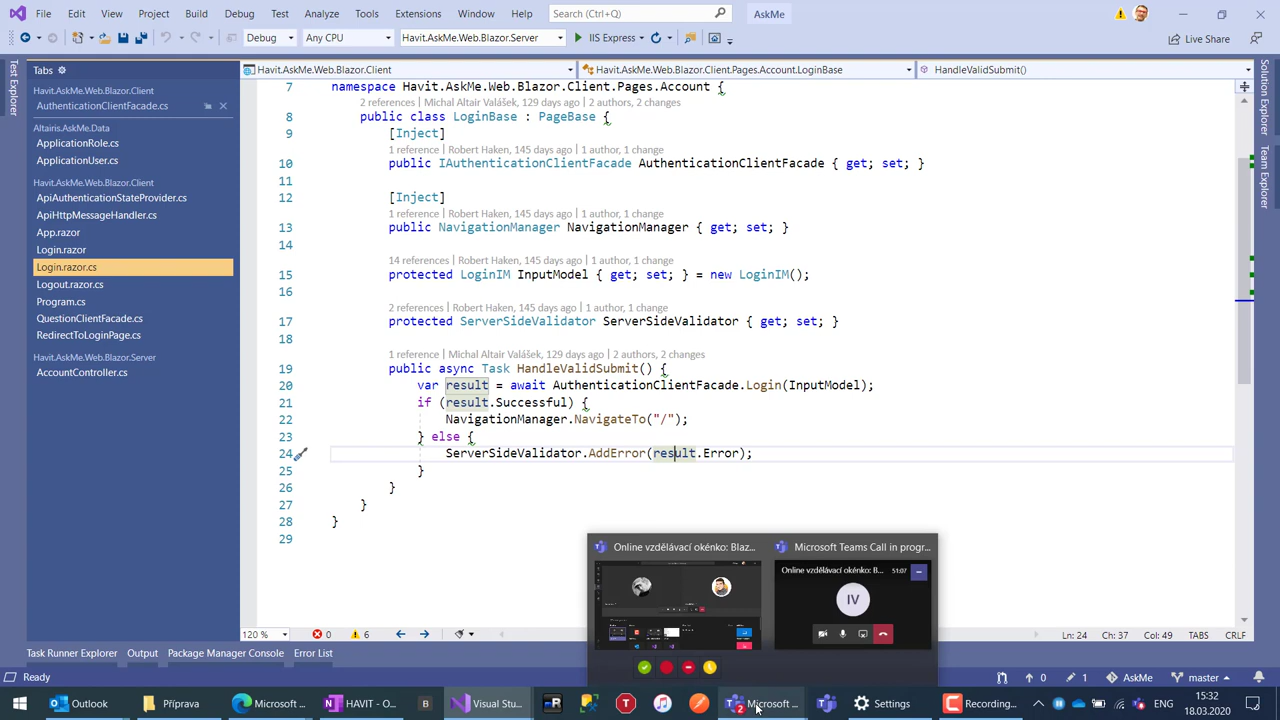 File Edit View Project Build Debug Test Analyze Tools Extensions Window Help Search (Ctrl+Q) AskMe
Debug Any CPU Havit.AskMe.Web.Blazor.Server IIS Express Live Share
Test Explorer
Tabs
Havit.AskMe.Web.Blazor.Client
AuthenticationClientFacade.cs
Altairis.AskMe.Data
ApplicationRole.cs
ApplicationUser.cs
Havit.AskMe.Web.Blazor.Client
ApiAuthenticationStateProvider.cs
ApiHttpMessageHandler.cs
App.razor
Login.razor
Login.razor.cs
Logout.razor.cs
Program.cs
QuestionClientFacade.cs
RedirectToLoginPage.cs
Havit.AskMe.Web.Blazor.Server
AccountController.cs
Havit.AskMe.Web.Blazor.Client Havit.AskMe.Web.Blazor.Client.Pages.Account.LoginBase HandleValidSubmit()
7 namespace Havit.AskMe.Web.Blazor.Client.Pages.Account {
2 references | Michal Altair Valášek, 129 days ago | 2 authors, 2 changes
8 public class LoginBase : PageBase {
9 [Inject]
1 reference | Robert Haken, 145 days ago | 1 author, 1 change
10 public IAuthenticationClientFacade AuthenticationClientFacade { get; set; }
11
12 [Inject]
1 reference | Robert Haken, 145 days ago | 1 author, 1 change
13 public NavigationManager NavigationManager { get; set; }
14
14 references | Robert Haken, 145 days ago | 1 author, 1 change
15 protected LoginIM InputModel { get; set; } = new LoginIM();
16
2 references | Robert Haken, 145 days ago | 1 author, 1 change
17 protected ServerSideValidator ServerSideValidator { get; set; }
18
1 reference | Michal Altair Valášek, 129 days ago | 2 authors, 2 changes
19 public async Task HandleValidSubmit() {
20 var result = await AuthenticationClientFacade.Login(InputModel);
21 if (result.Successful) {
22 NavigationManager.NavigateTo("/");
23 } else {
24 ServerSideValidator.AddError(result.Error);
25 }
26 }
27 }
28 }
29
Solution Explorer
Team Explorer
Online vzdělávací okénko: Blaz...
Microsoft Teams Call in progr...
Online vzdělávací okénko: B... 51:07
IV
120 % 0 6 Ln: 24 Ch: 37 Col: 49 TABS CRLF
Task Runner Explorer Output Package Manager Console Error List
Ready 0 1 AskMe master
Outlook Příprava Microsoft ... HAVIT - O... B Visual Stu... FR T 2 Microsoft ... Settings Recording... CZE 15:32
18.03.2020